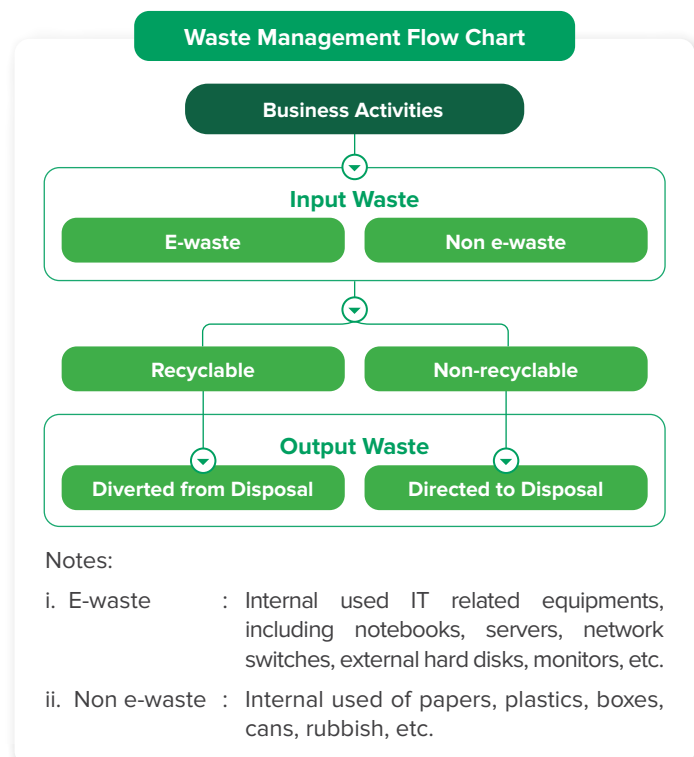 Waste Management Flow Chart
Business Activities
Input Waste
E-waste
Non e-waste
Recyclable
Non-recyclable
Output Waste
Diverted from Disposal
Directed to Disposal
Notes:
i. E-waste : Internal used IT related equipments,
including notebooks, servers, network
switches, external hard disks, monitors, etc.
ii. Non e-waste : Internal used of papers, plastics, boxes,
cans, rubbish, etc.